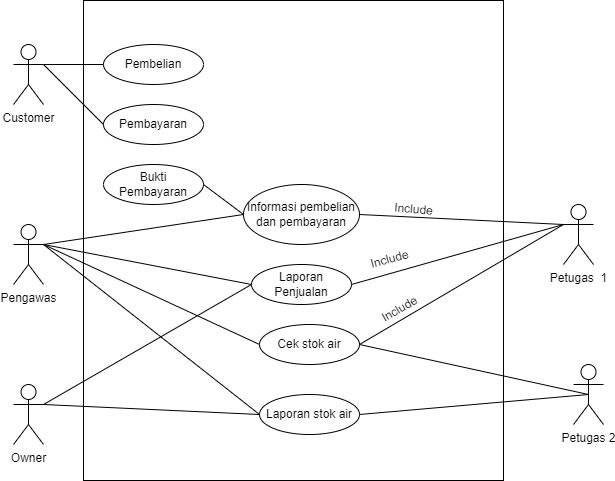 Pembelian
Customer
Pembayaran
Bukti
Pembayaran
Informasi pembelian
dan pembayaran
Include
Include
Laporan
Penjualan
Petugas 1
Pengawas
Include
Cek stok air
Laporan stok air
Petugas 2
Owner